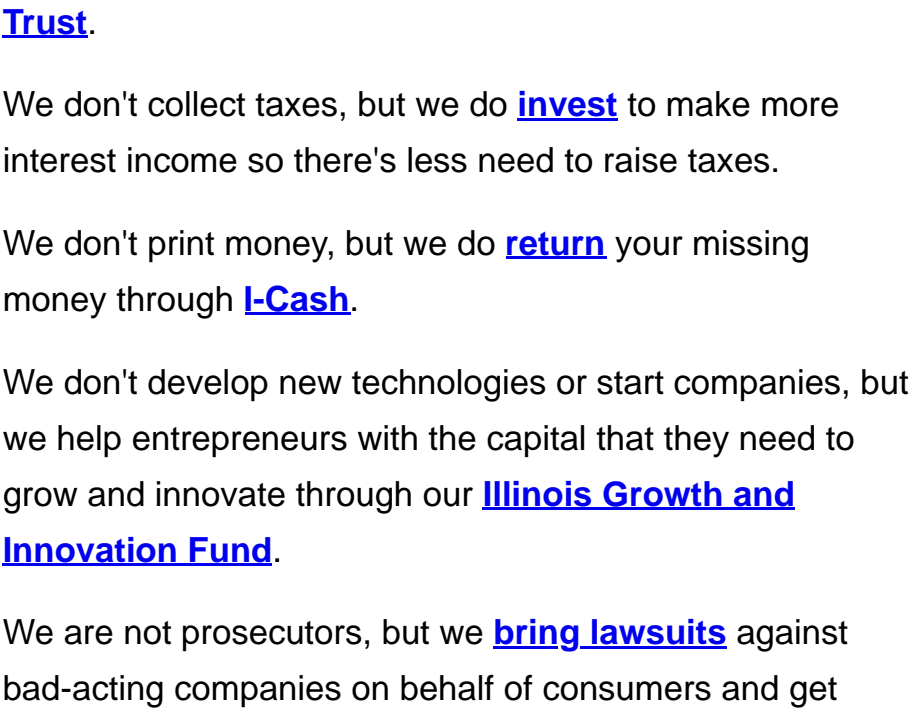 Trust.
We don't collect taxes, but we do invest to make more
interest income so there's less need to raise taxes.
We don't print money, but we do return your missing
money through I-Cash.
We don't develop new technologies or start companies, but
we help entrepreneurs with the capital that they need to
grow and innovate through our Illinois Growth and
Innovation Fund.
We are not prosecutors, but we bring lawsuits against
bad-acting companies on behalf of consumers and get